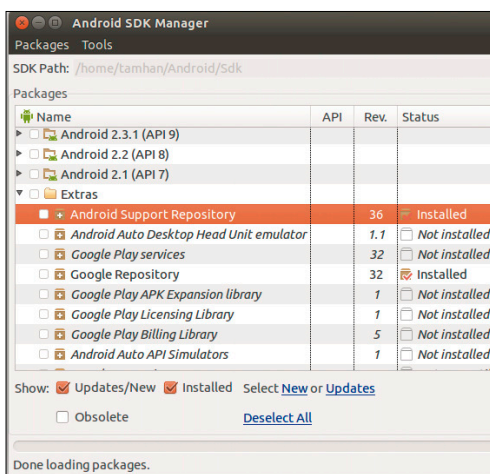 Android SDK Manager
Packages Tools
SDK Path: /home/tamhan/Android/Sdk
Packages
Name API Rev. Status
Android 2.3.1 (API 9)
Android 2.2 (API 8)
Android 2.1 (API 7)
Extras
Android Support Repository 36 Installed
Android Auto Desktop Head Unit emulator 1.1 Not installed
Google Play services 32 Not installed
Google Repository 32 Installed
Google Play APK Expansion library 1 Not installed
Google Play Licensing Library 1 Not installed
Google Play Billing Library 5 Not installed
Android Auto API Simulators 1 Not installed
Show: Updates/New Installed Select New or Updates
Obsolete Deselect All
Done loading packages.